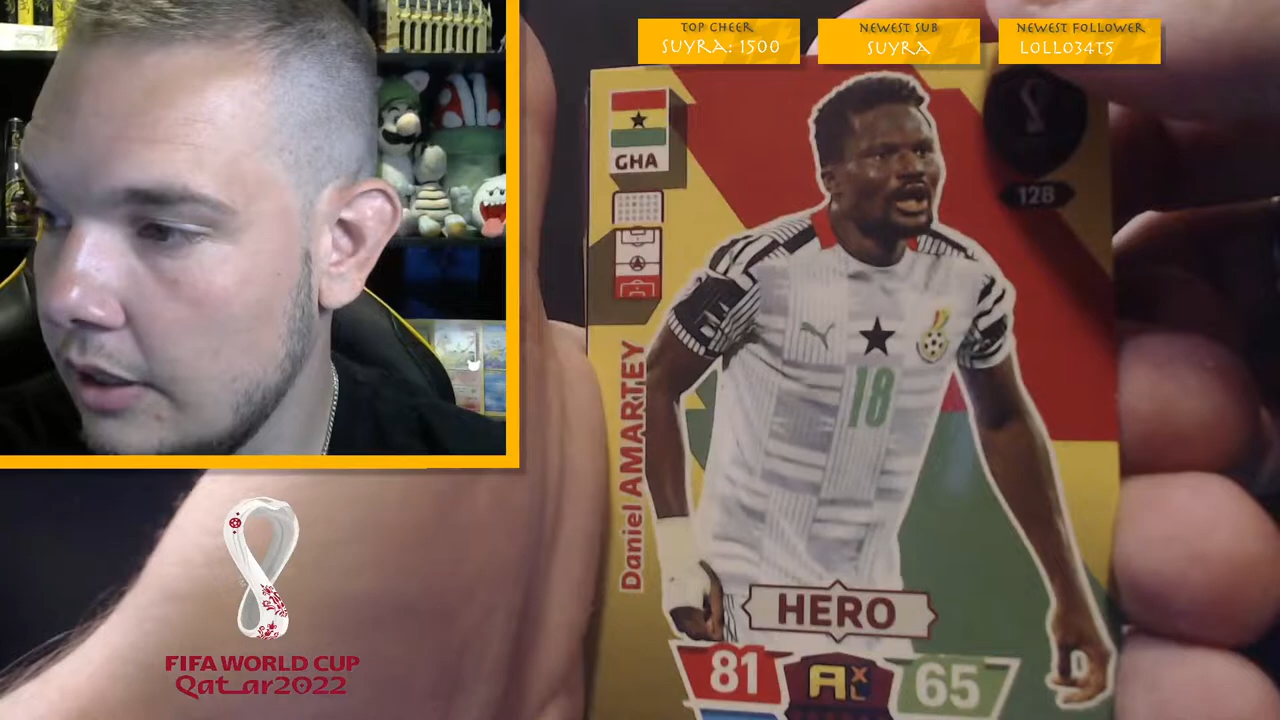 TOP CHEER
SUYRA: 1500
NEWEST SUB
SUYRA
NEWEST FOLLOWER
LOLLO34T5
GHA
128
Daniel AMARTEY
18
HERO
81
AXL
65
FIFA WORLD CUP
Qatar2022